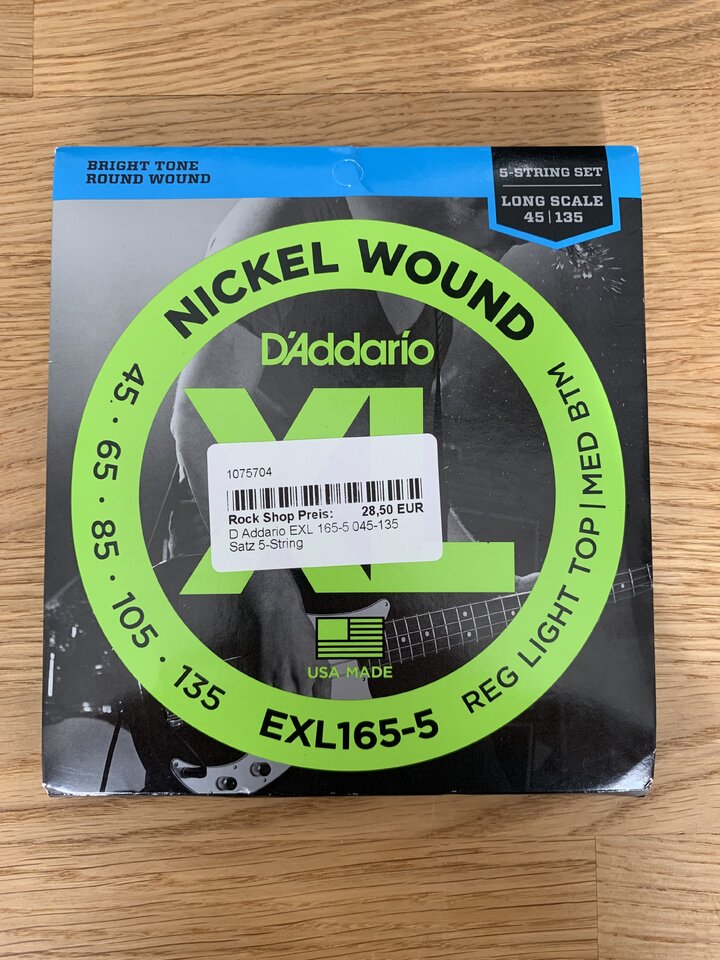 BRIGHT TONE
ROUND WOUND
5-STRING SET
LONG SCALE
45 | 135
NICKEL WOUND
D'Addario
XL
1075704
Rock Shop Preis: 28,50 EUR
D Addario EXL 165-5 045-135
Satz 5-String
USA MADE
45 · 65 · 85 · 105 · 135
EXL165-5
REG LIGHT TOP | MED BTM